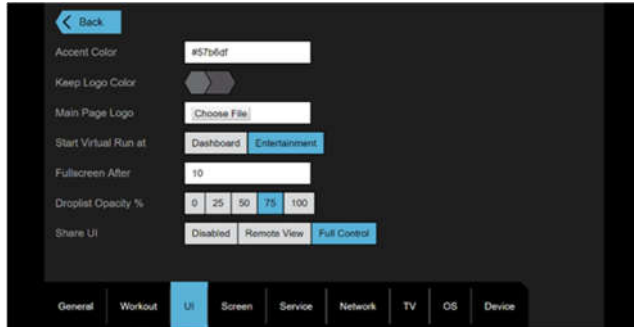 Back
Accent Color #57b6df
Keep Logo Color
Main Page Logo Choose File
Start Virtual Run at Dashboard Entertainment
Fullscreen After 10
Droplist Opacity % 0 25 50 75 100
Share UI Disabled Remote View Full Control
General Workout UI Screen Service Network TV OS Device